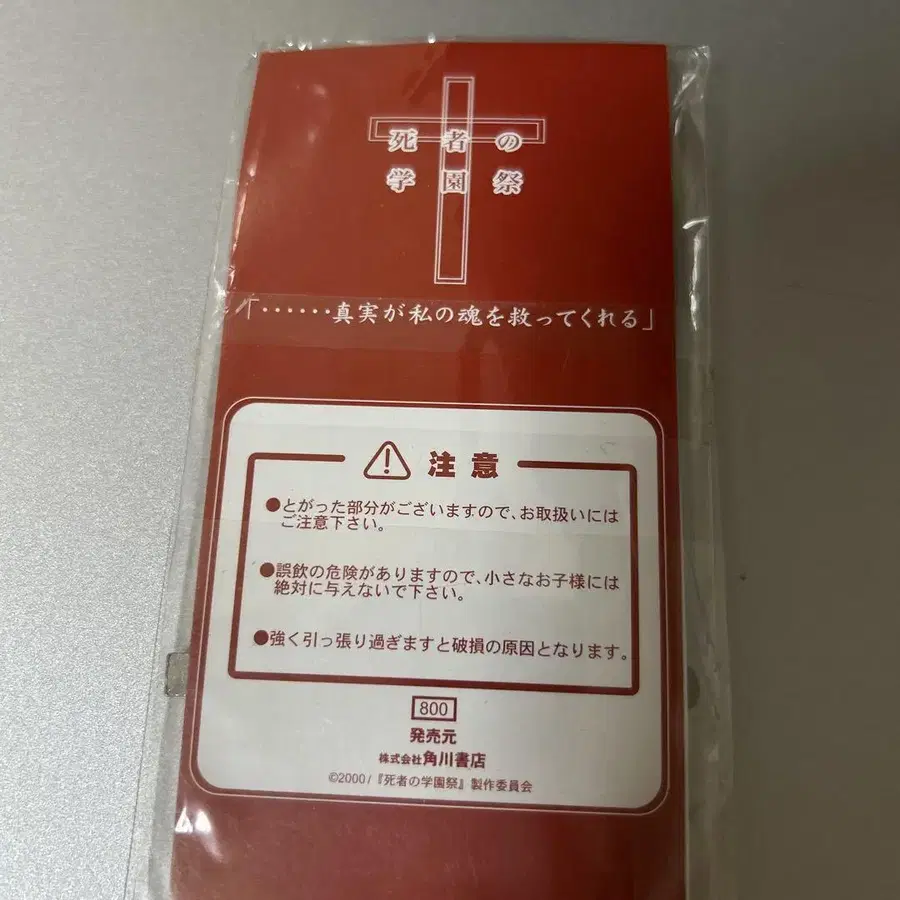 死者の
学園祭
「……真実が私の魂を救ってくれる」
注意
●とがった部分がございますので、お取扱いには
ご注意下さい。
●誤飲の危険がありますので、小さなお子様には
絶対に与えないで下さい。
●強く引っ張り過ぎますと破損の原因となります。
800
発売元
株式会社角川書店
©2000/『死者の学園祭』製作委員会